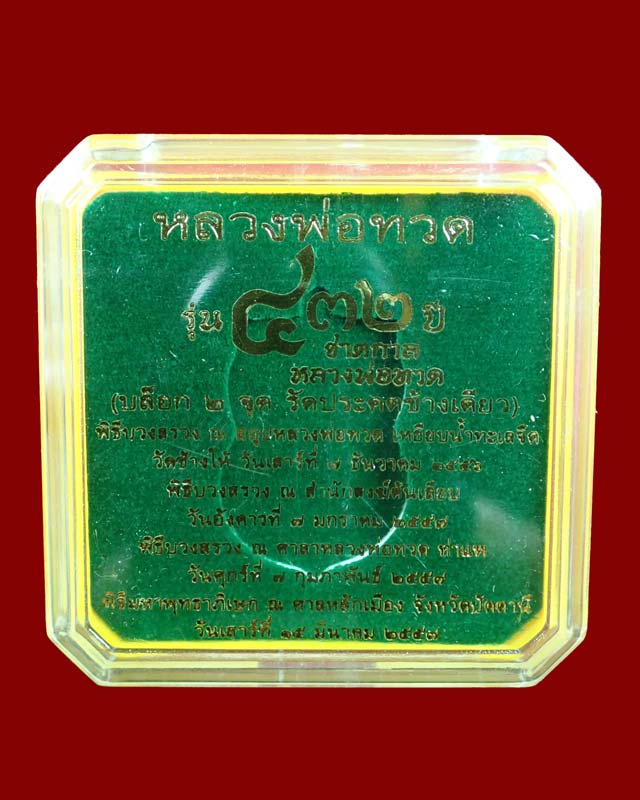 หลวงพ่อทวด
รุ่น ๔๓๒ ปี
ชาตกาล
หลวงพ่อทวด
(บล็อก ๒ จุด รัดประคตข้างเดียว)
พิธีบวงสรวง ณ สถูปหลวงพ่อทวด เหยียบน้ำทะเลจืด
วัดช้างให้ วันเสาร์ที่ ๗ ธันวาคม ๒๕๕๖
พิธีบวงสรวง ณ สำนักสงฆ์ต้นเลียบ
วันอังคารที่ ๗ มกราคม ๒๕๕๗
พิธีบวงสรวง ณ ศาลาหลวงพ่อทวด ท่าแพ
วันศุกร์ที่ ๗ กุมภาพันธ์ ๒๕๕๗
พิธีมหาพุทธาภิเษก ณ ศาลหลักเมือง จังหวัดปัตตานี
วันเสาร์ที่ ๑๕ มีนาคม ๒๕๕๗